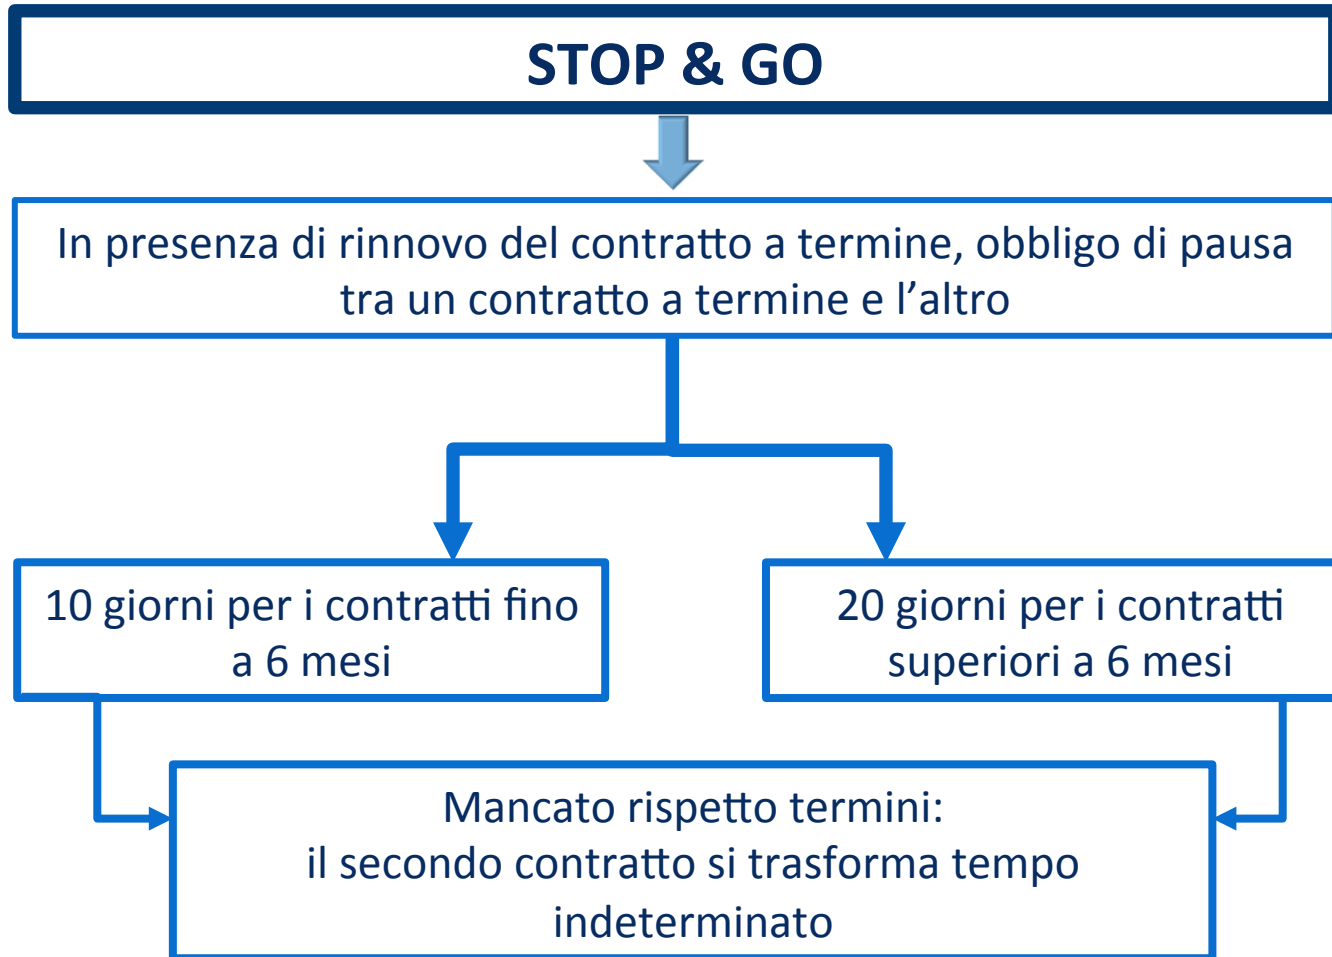 STOP & GO
In presenza di rinnovo del contratto a termine, obbligo di pausa
tra un contratto a termine e l’altro
10 giorni per i contratti fino
a 6 mesi
20 giorni per i contratti
superiori a 6 mesi
Mancato rispetto termini:
il secondo contratto si trasforma tempo
indeterminato